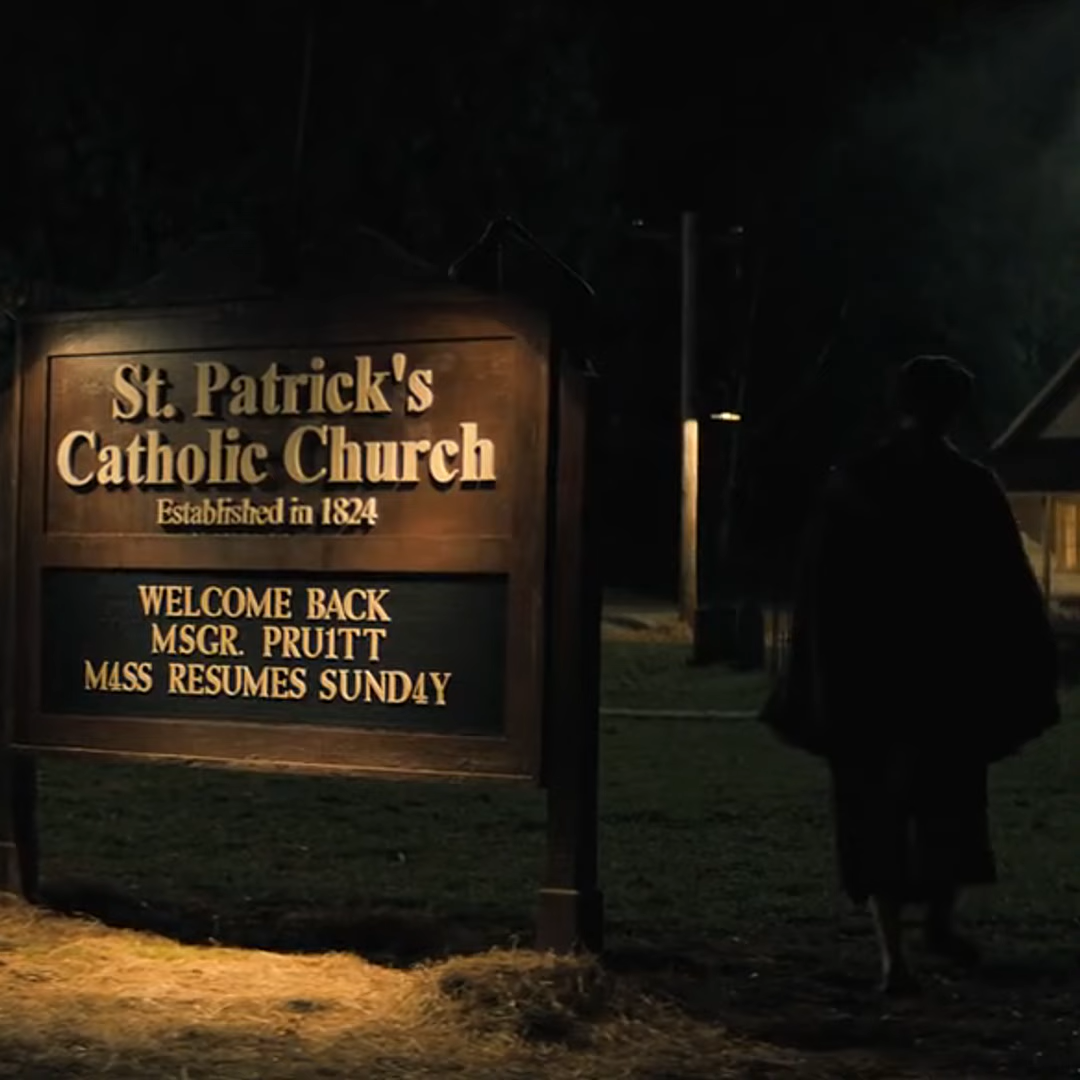 St. Patrick's
Catholic Church
Established in 1824
WELCOME BACK
MSGR. PRU1TT
M4SS RESUMES SUND4Y